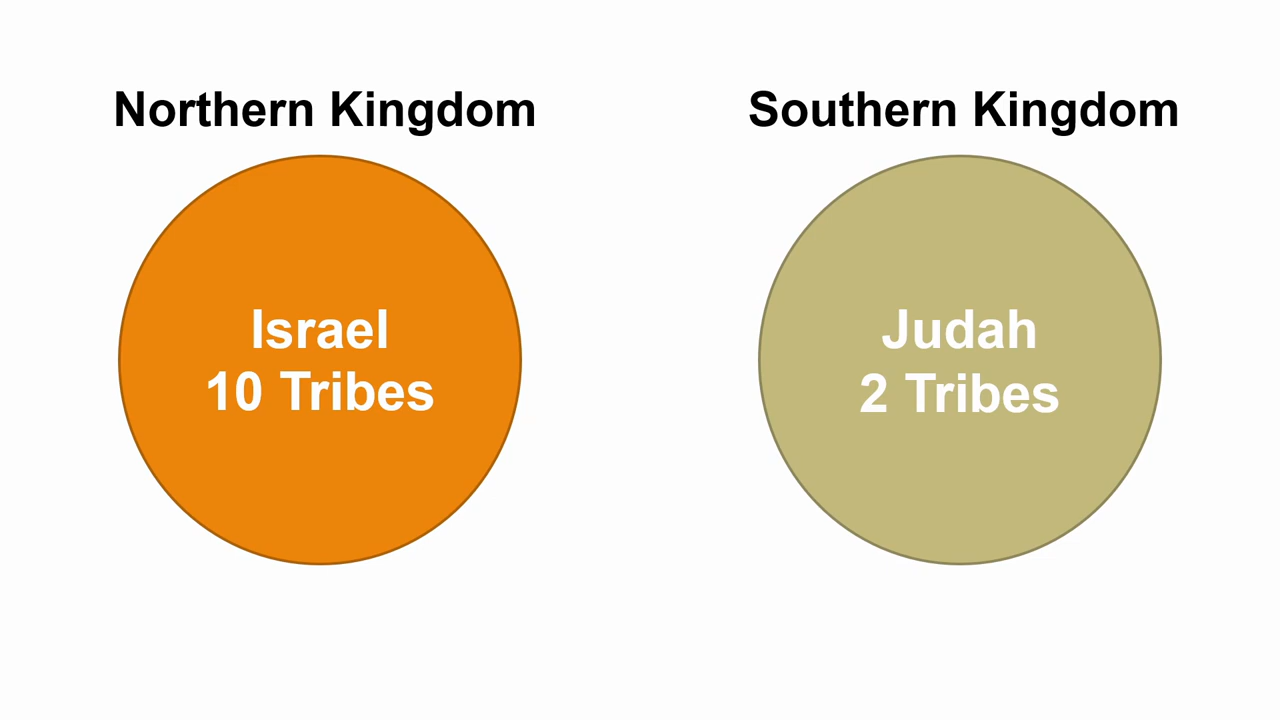 Northern Kingdom
Israel
10 Tribes
Southern Kingdom
Judah
2 Tribes